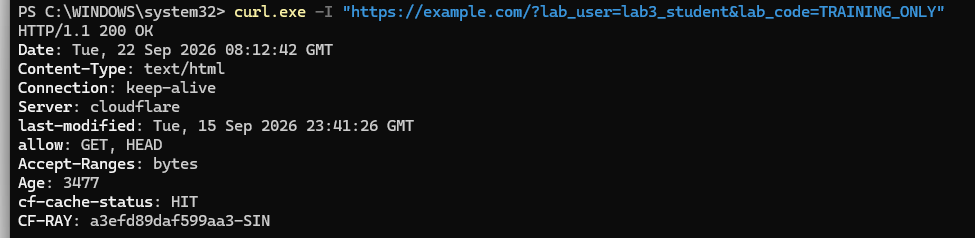 PS C:\WINDOWS\system32> curl.exe -I "https://example.com/?lab_user=lab3_student&lab_code=TRAINING_ONLY"
HTTP/1.1 200 OK
Date: Tue, 22 Sep 2026 08:12:42 GMT
Content-Type: text/html
Connection: keep-alive
Server: cloudflare
last-modified: Tue, 15 Sep 2026 23:41:26 GMT
allow: GET, HEAD
Accept-Ranges: bytes
Age: 3477
cf-cache-status: HIT
CF-RAY: a3efd89daf599aa3-SIN